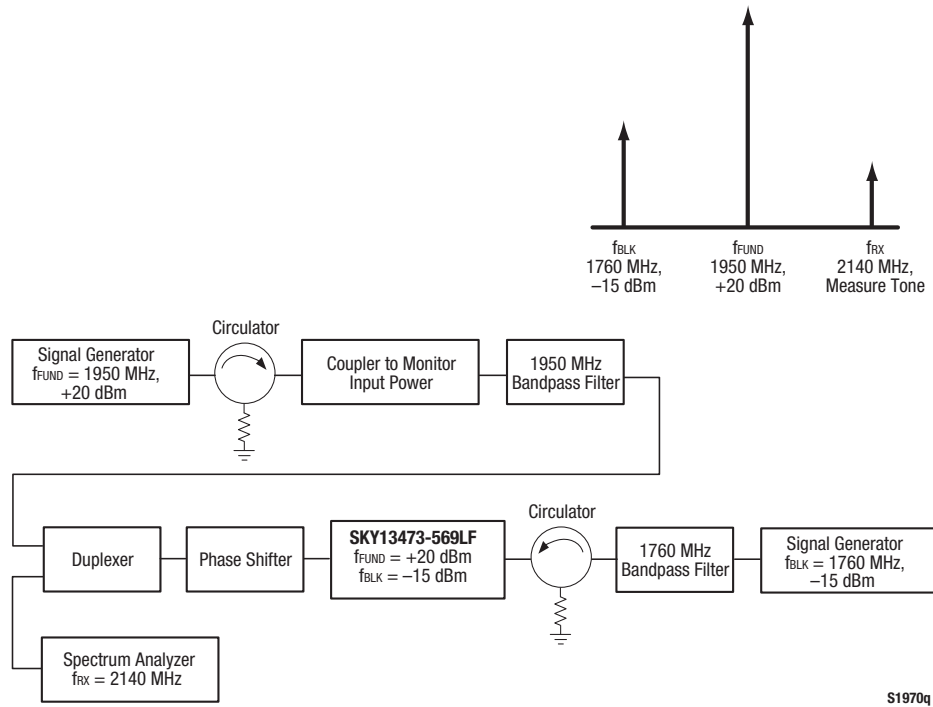 fBLK
1760 MHz,
–15 dBm
fFUND
1950 MHz,
+20 dBm
fRX
2140 MHz,
Measure Tone
Signal Generator
fFUND = 1950 MHz,
+20 dBm
Circulator
Coupler to Monitor
Input Power
1950 MHz
Bandpass Filter
Duplexer
Phase Shifter
SKY13473-569LF
fFUND = +20 dBm
fBLK = –15 dBm
Circulator
1760 MHz
Bandpass Filter
Signal Generator
fBLK = 1760 MHz,
–15 dBm
Spectrum Analyzer
fRX = 2140 MHz
S1970q